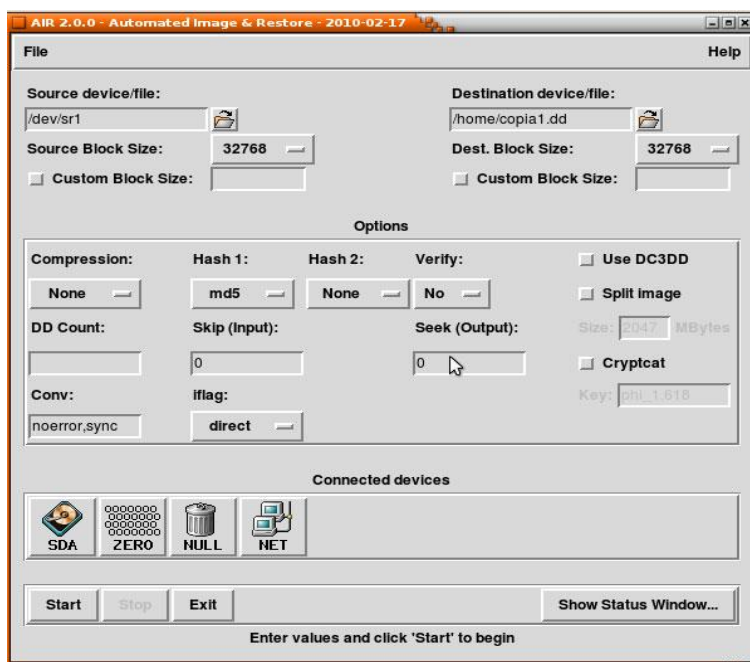 AIR 2.0.0 - Automated Image & Restore - 2010-02-17
File Help
Source device/file: Destination device/file:
/dev/sr1 /home/copia1.dd
Source Block Size: 32768 Dest. Block Size: 32768
Custom Block Size: Custom Block Size:
Options
Compression: Hash 1: Hash 2: Verify: Use DC3DD
None md5 None No Split image
DD Count: Skip (Input): Seek (Output): Size: 2047 MBytes
0 0 Cryptcat
Conv: iflag: Key: phi_1.618
noerror,sync direct
Connected devices
0000000
0000000
0000000
0000000
SDA ZERO NULL NET
Start Stop Exit Show Status Window...
Enter values and click 'Start' to begin